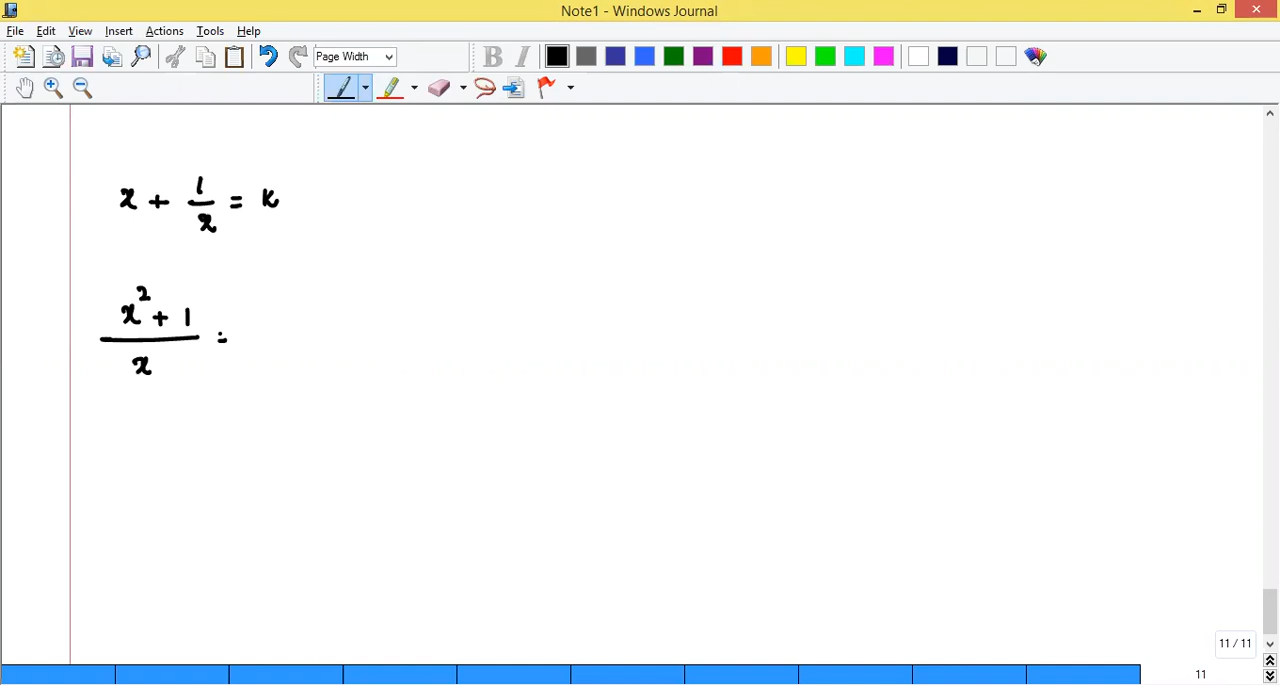 Note1 - Windows Journal
File Edit View Insert Actions Tools Help
Page Width B I
x + 1/x = k
(x² + 1)/x =
11 / 11
11